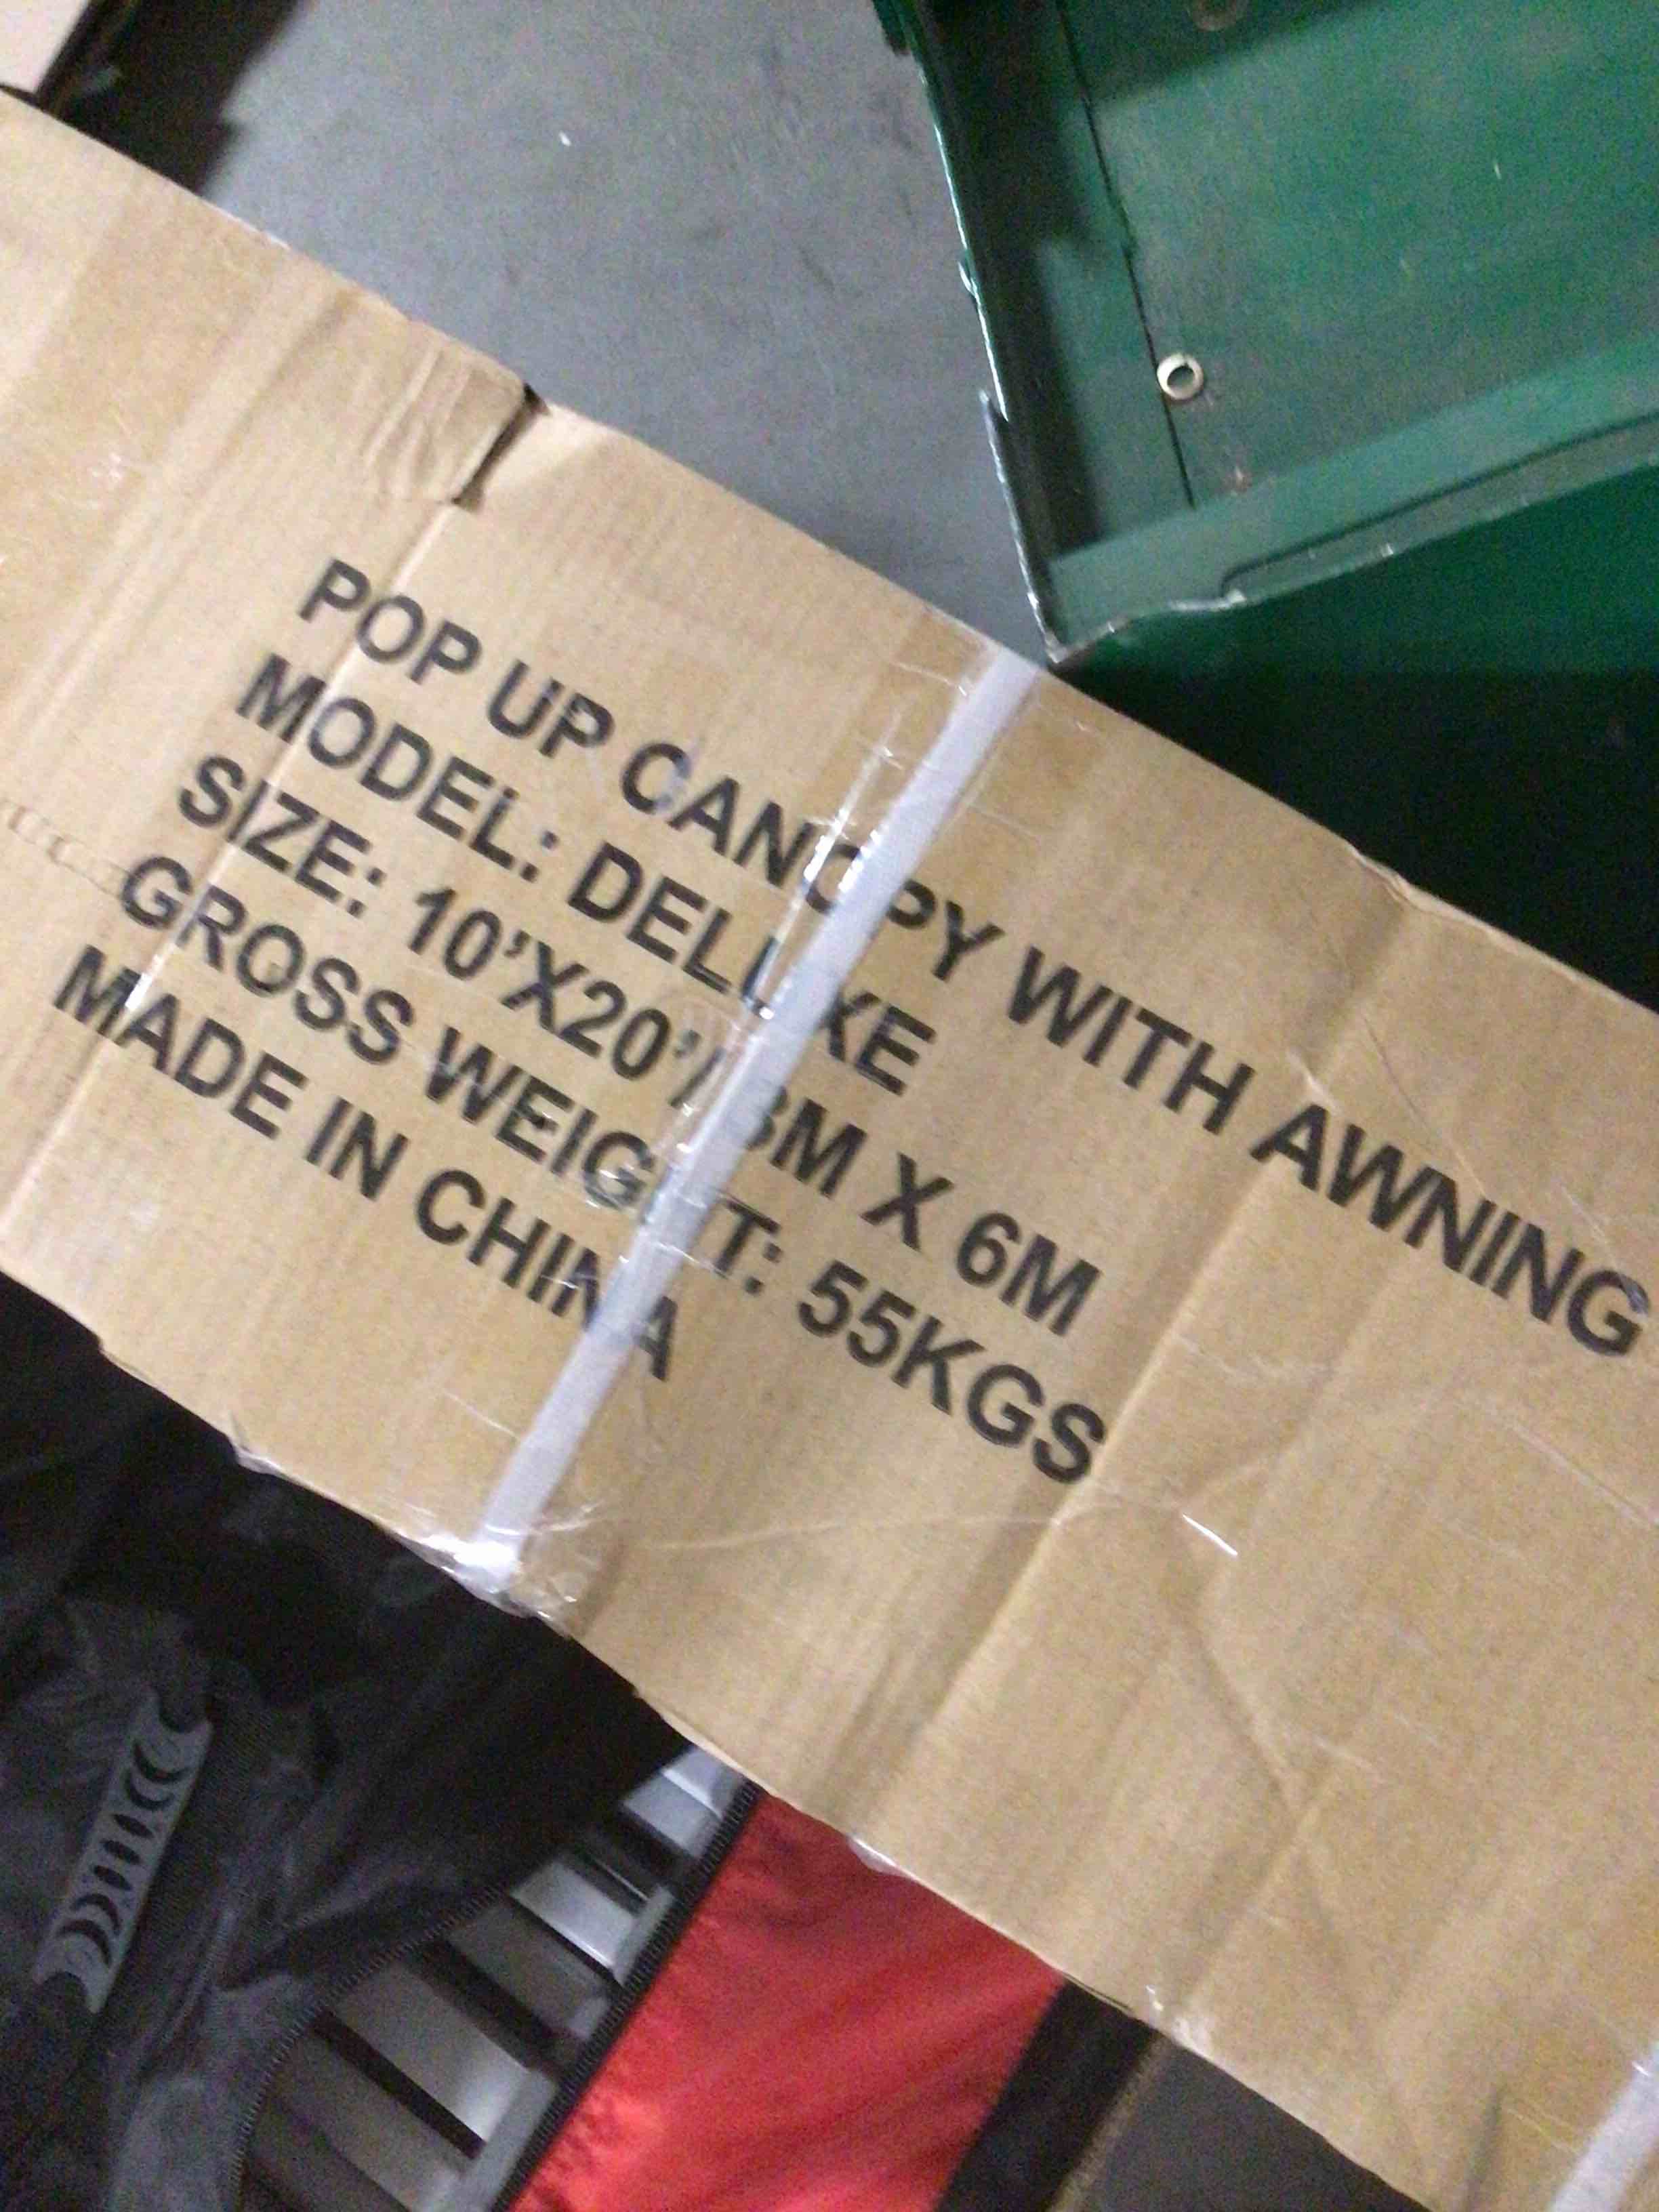 POP UP CANOPY WITH AWNING
MODEL: DELUXE
SIZE: 10'X20'/ 3M X 6M
GROSS WEIGHT: 55KGS
MADE IN CHINA